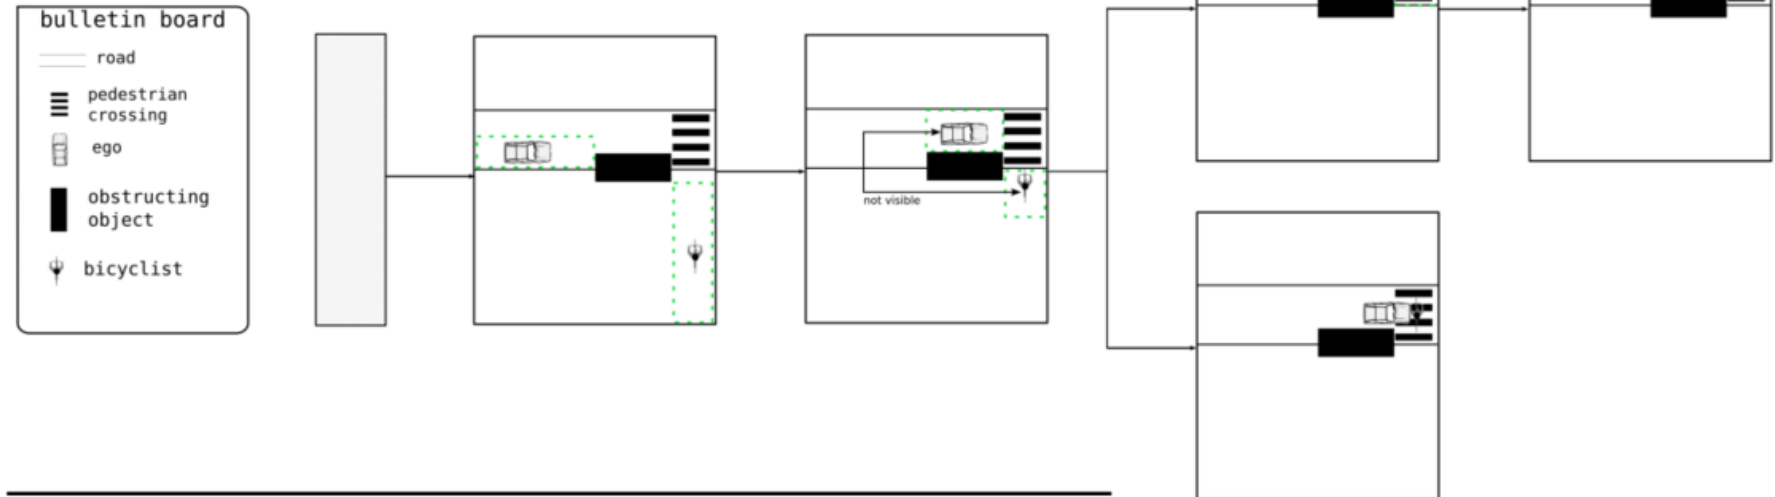 bulletin board
road
pedestrian
crossing
ego
obstructing
object
bicyclist
not visible